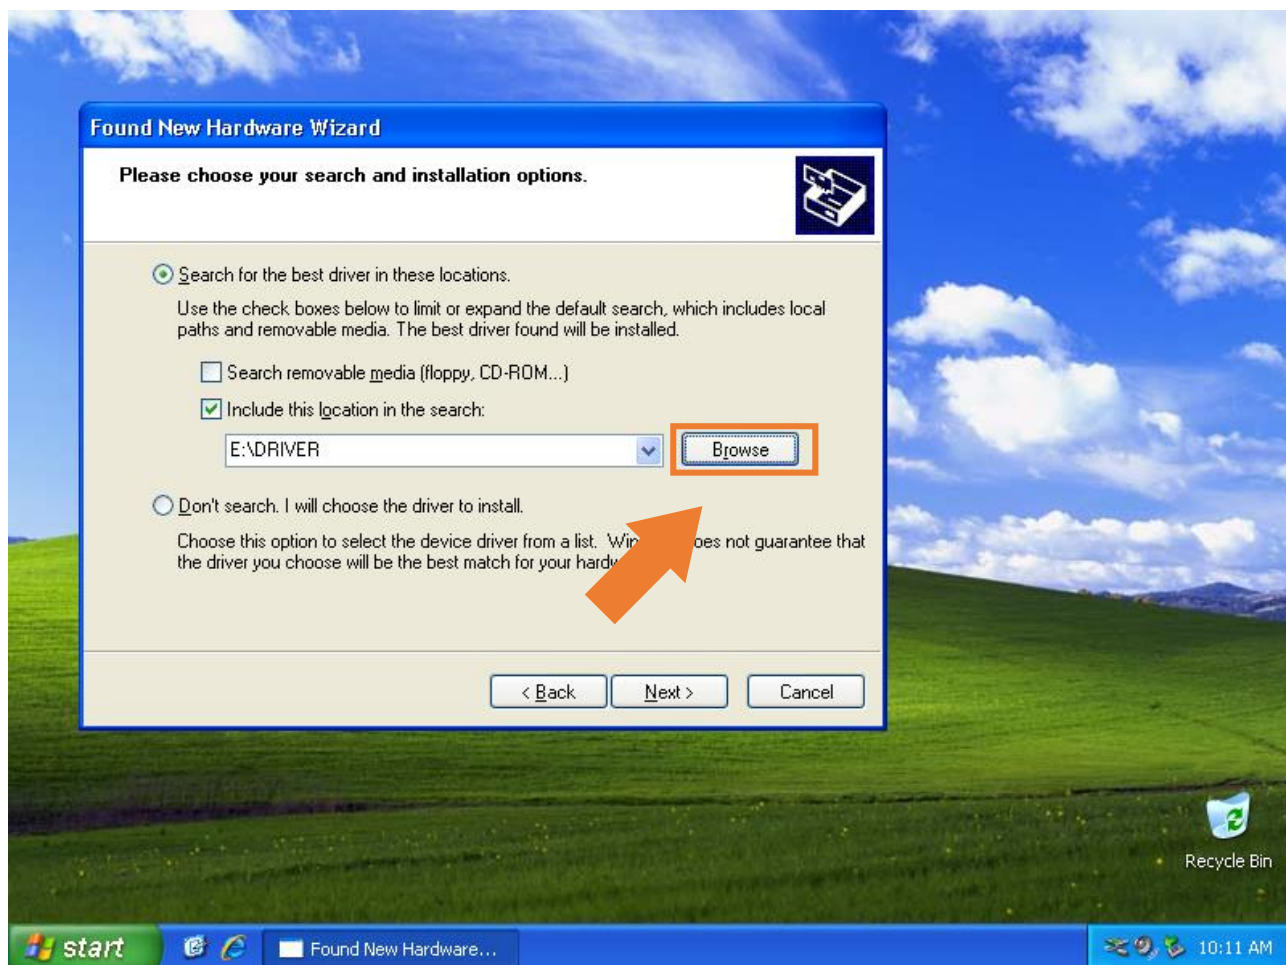 Found New Hardware Wizard
Please choose your search and installation options.
Search for the best driver in these locations.
Use the check boxes below to limit or expand the default search, which includes local
paths and removable media. The best driver found will be installed.
Search removable media (floppy, CD-ROM...)
Include this location in the search:
E:\DRIVER
Browse
Don't search. I will choose the driver to install.
Choose this option to select the device driver from a list. does not guarantee that
the driver you choose will be the best match for your
< Back
Next >
Cancel
Recycle Bin
start
Found New Hardware...
10:11 AM